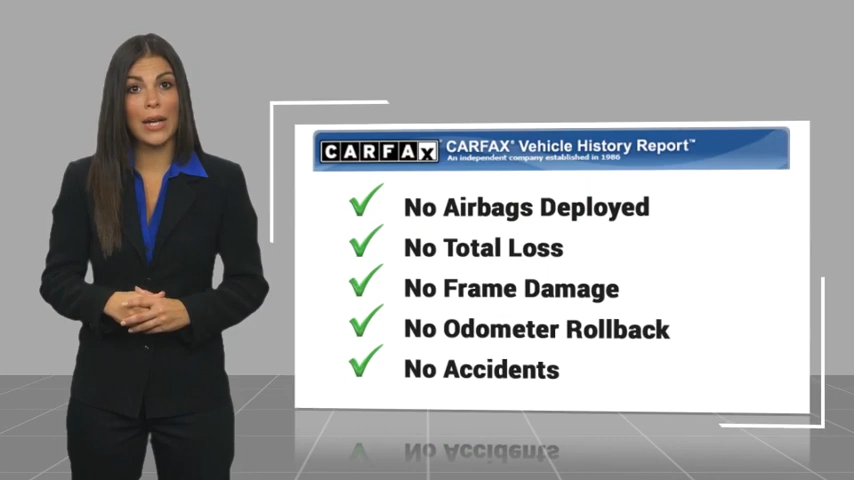 CARFAX CARFAX® Vehicle History Report™
An independent company established in 1986
No Airbags Deployed
No Total Loss
No Frame Damage
No Odometer Rollback
No Accidents
No Accidents